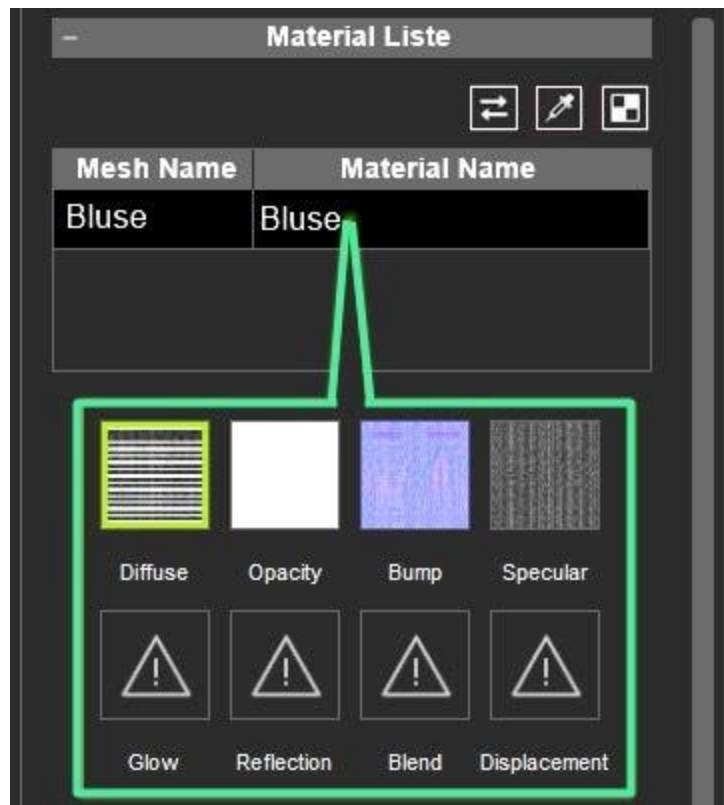 Material Liste
Mesh Name Material Name
Bluse Bluse
Diffuse Opacity Bump Specular
Glow Reflection Blend Displacement